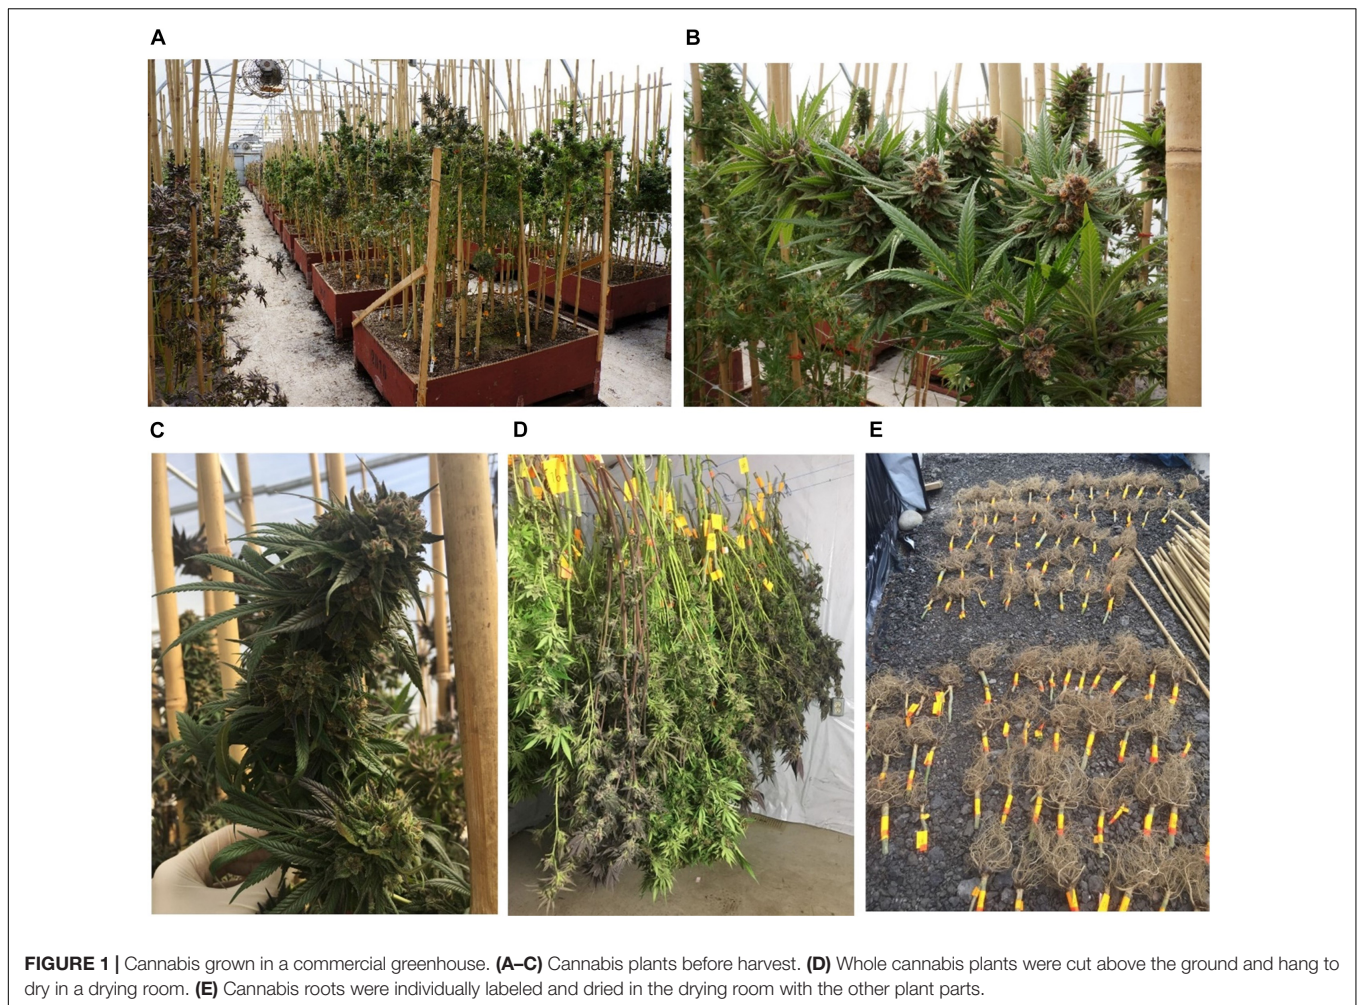 A
B
C
D
E
FIGURE 1 | Cannabis grown in a commercial greenhouse. (A–C) Cannabis plants before harvest. (D) Whole cannabis plants were cut above the ground and hang to
dry in a drying room. (E) Cannabis roots were individually labeled and dried in the drying room with the other plant parts.